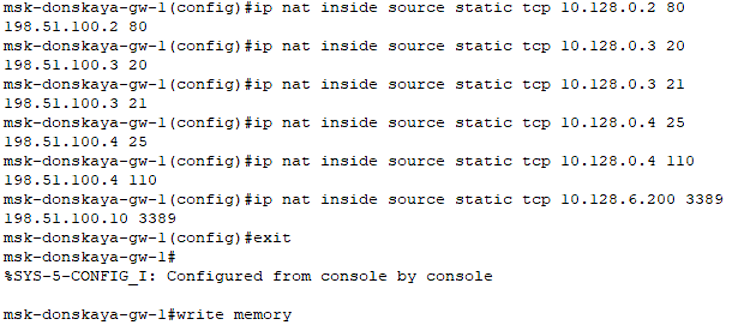 msk-donskaya-gw-1(config)#ip nat inside source static tcp 10.128.0.2 80
198.51.100.2 80
msk-donskaya-gw-1(config)#ip nat inside source static tcp 10.128.0.3 20
198.51.100.3 20
msk-donskaya-gw-1(config)#ip nat inside source static tcp 10.128.0.3 21
198.51.100.3 21
msk-donskaya-gw-1(config)#ip nat inside source static tcp 10.128.0.4 25
198.51.100.4 25
msk-donskaya-gw-1(config)#ip nat inside source static tcp 10.128.0.4 110
198.51.100.4 110
msk-donskaya-gw-1(config)#ip nat inside source static tcp 10.128.6.200 3389
198.51.100.10 3389
msk-donskaya-gw-1(config)#exit
msk-donskaya-gw-1#
%SYS-5-CONFIG_I: Configured from console by console
msk-donskaya-gw-1#write memory